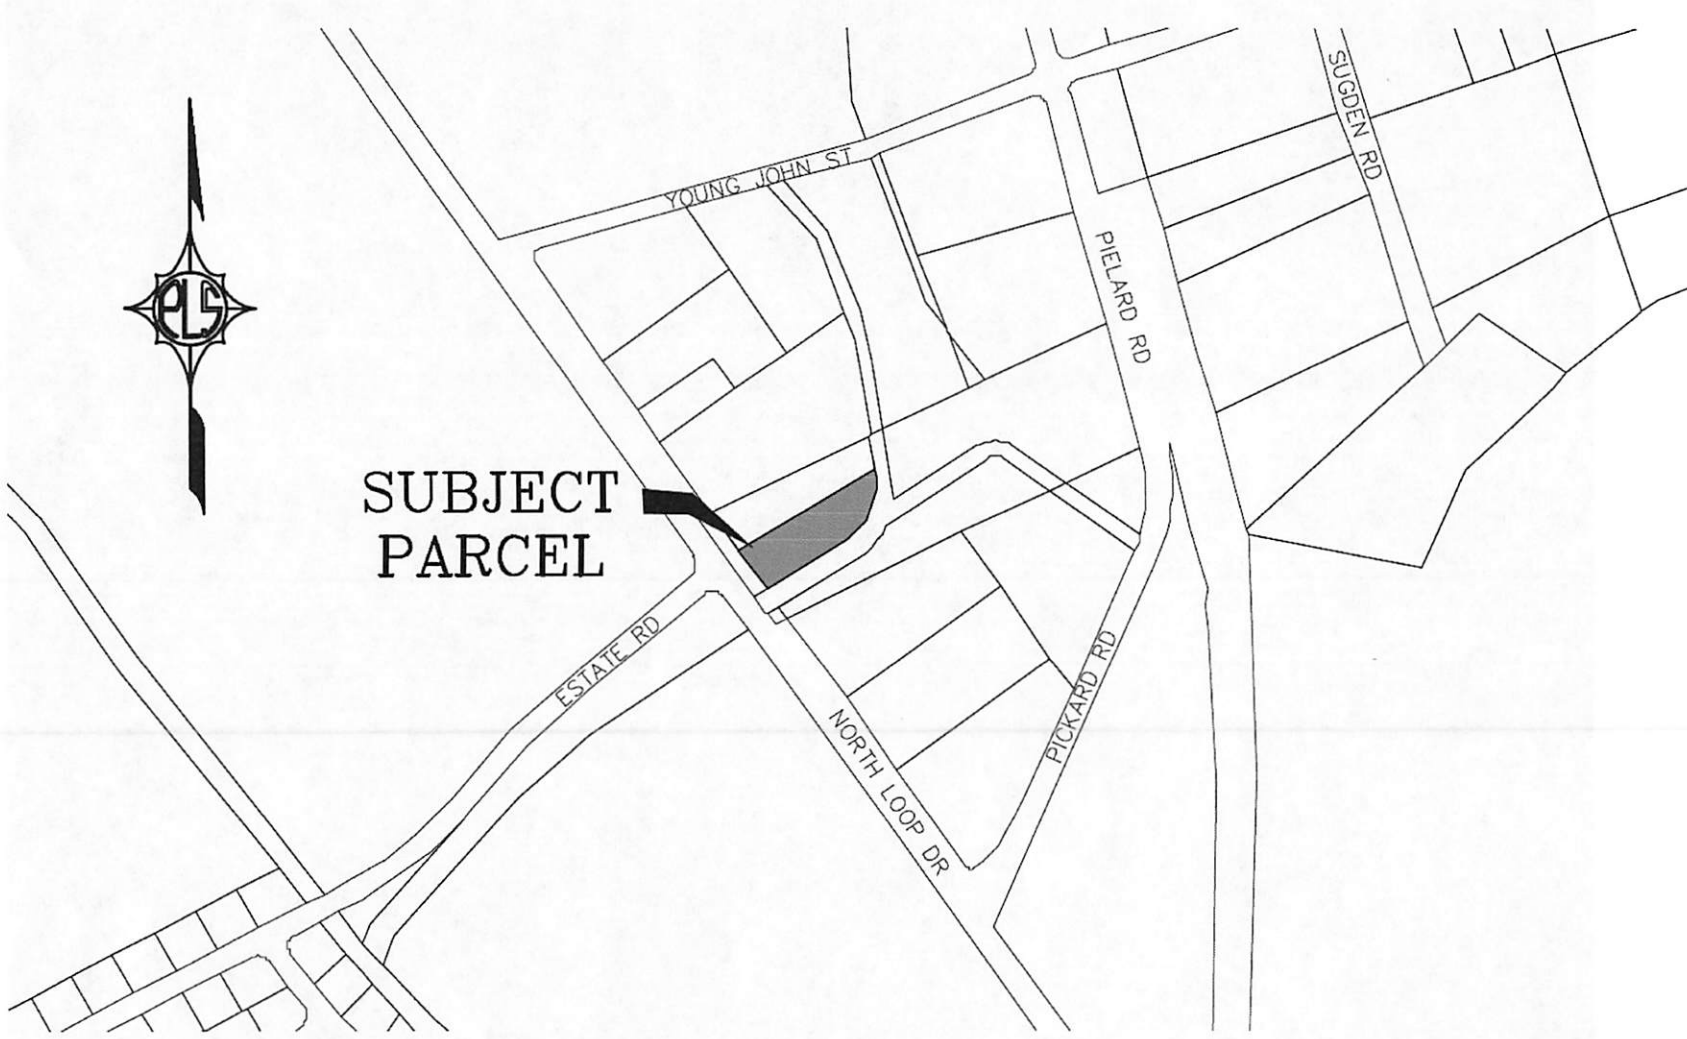 YOUNG JOHN ST
SUGDEN RD
PIELARD RD
PLS
SUBJECT
PARCEL
ESTATE RD
PICKARD RD
NORTH LOOP DR